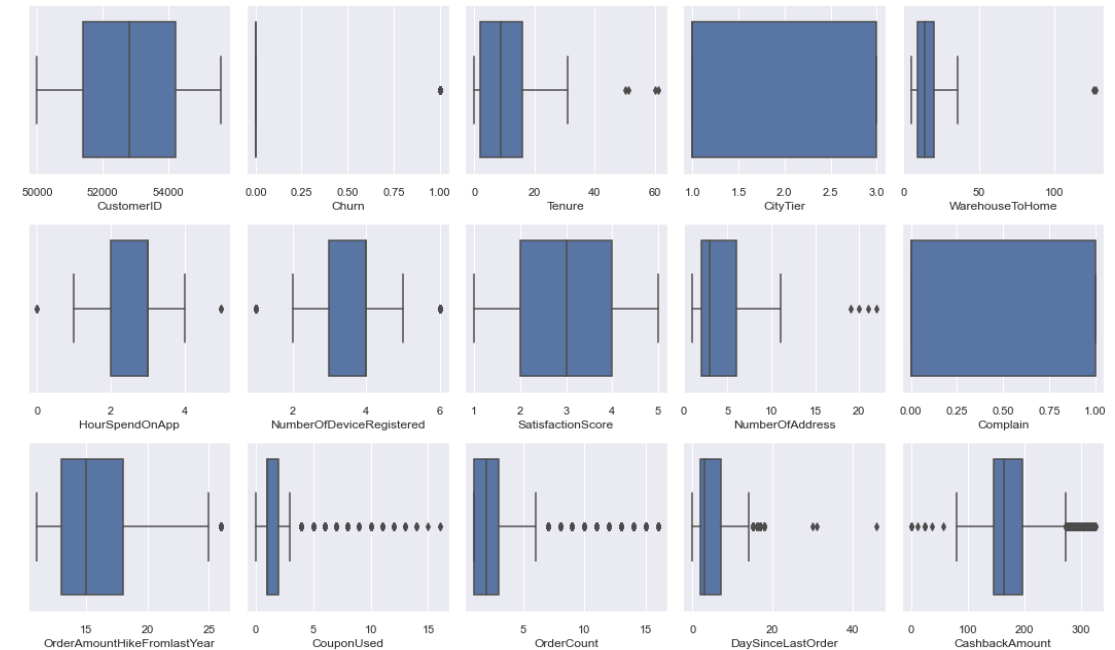 50000 52000 54000 0.00 0.25 0.50 0.75 1.00 0 20 40 60 1.0 1.5 2.0 2.5 3.0 0 50 100
CustomerID Churn Tenure CityTier WarehouseToHome
0 2 4 2 4 6 1 2 3 4 5 0 5 10 15 20 0.00 0.25 0.50 0.75 1.00
HourSpendOnApp NumberOfDeviceRegistered SatisfactionScore NumberOfAddress Complain
15 20 25 0 5 10 15 5 10 15 0 20 40 0 100 200 300
OrderAmountHikeFromlastYear CouponUsed OrderCount DaySinceLastOrder CashbackAmount